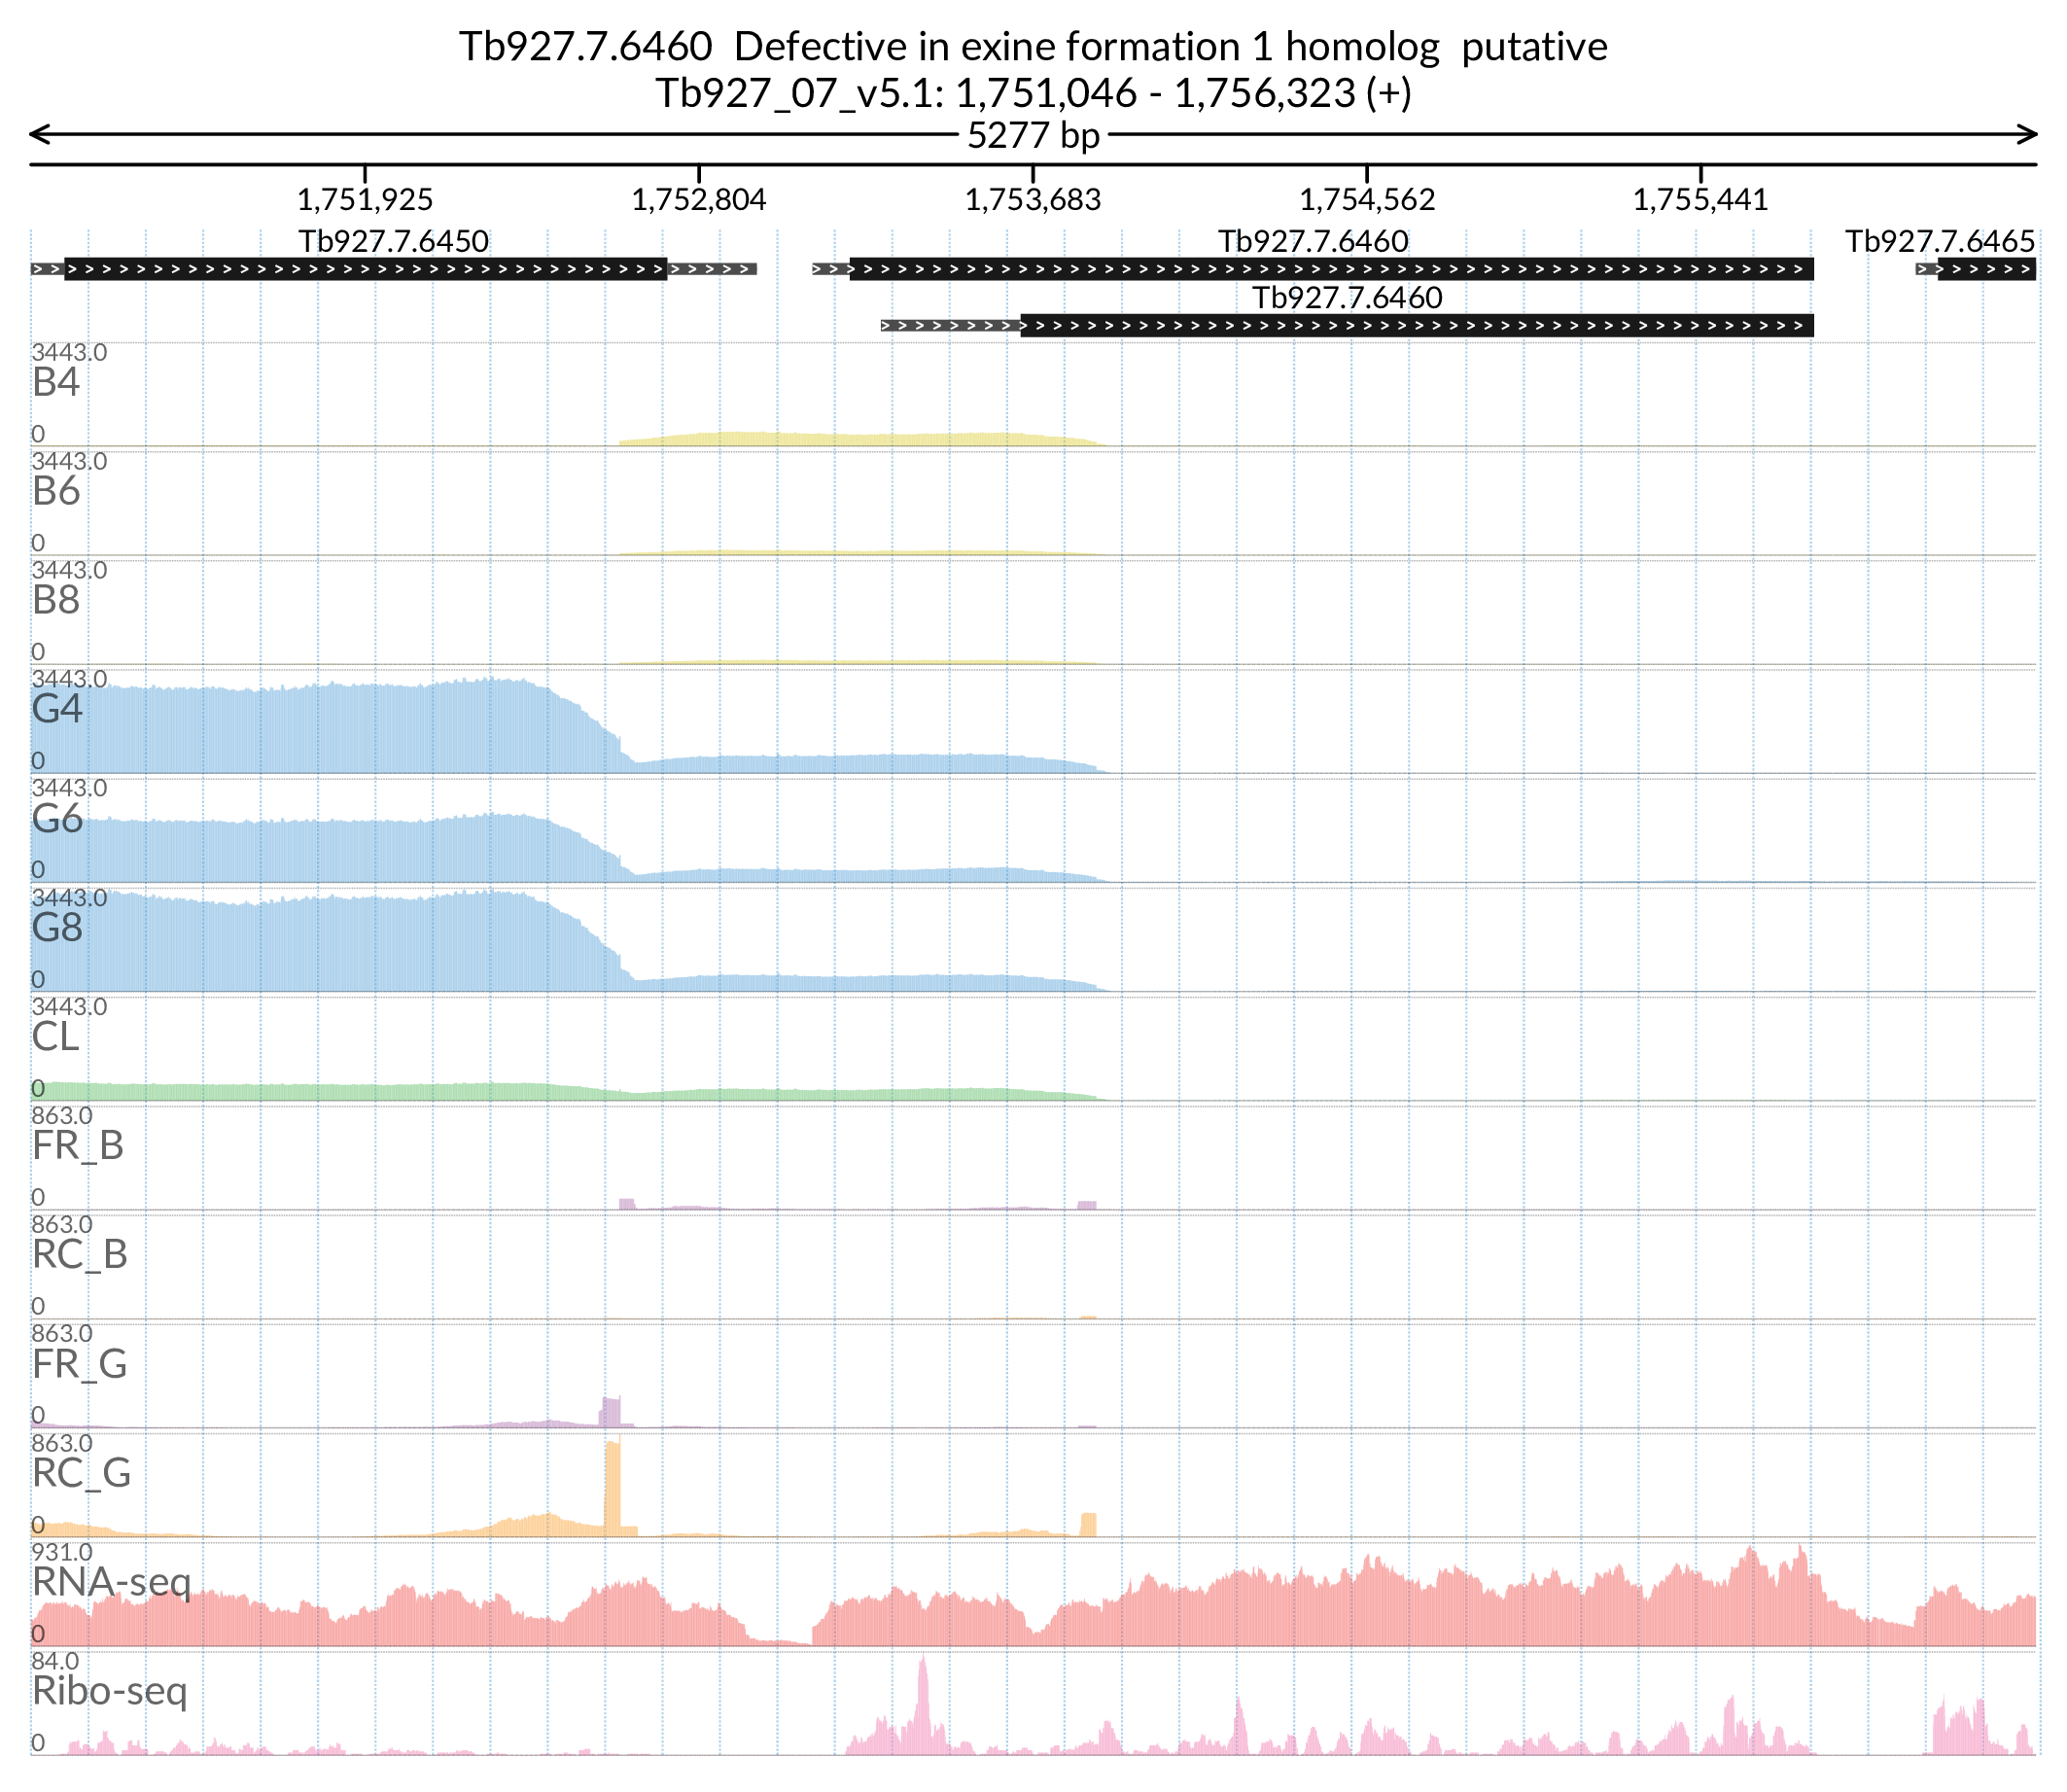 Tb927.7.6460  Defective in exine formation 1 homolog  putative
Tb927_07_v5.1: 1,751,046 - 1,756,323 (+)
5277 bp
1,751,925 1,752,804 1,753,683 1,754,562 1,755,441
Tb927.7.6450 Tb927.7.6460 Tb927.7.6465
Tb927.7.6460
3443.0
B4
0
3443.0
B6
0
3443.0
B8
0
3443.0
G4
0
3443.0
G6
0
3443.0
G8
0
3443.0
CL
0
863.0
FR_B
0
863.0
RC_B
0
863.0
FR_G
0
863.0
RC_G
0
931.0
RNA-seq
0
84.0
Ribo-seq
0